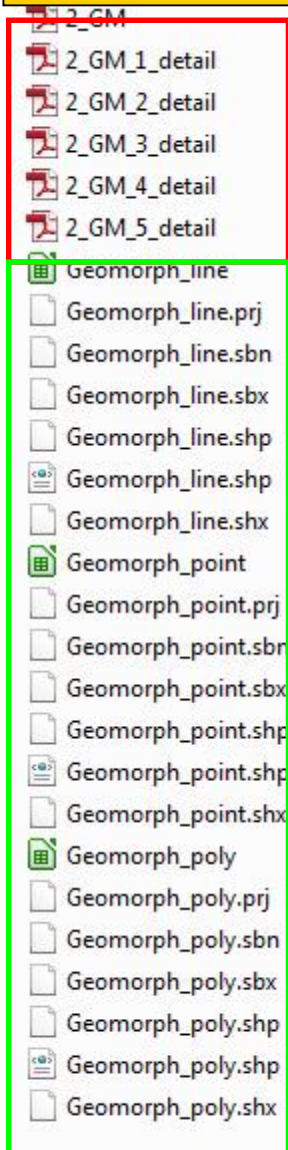 2_GM
2_GM_1_detail
2_GM_2_detail
2_GM_3_detail
2_GM_4_detail
2_GM_5_detail
Geomorph_line
Geomorph_line.prj
Geomorph_line.sbn
Geomorph_line.sbx
Geomorph_line.shp
Geomorph_line.shp
Geomorph_line.shx
Geomorph_point
Geomorph_point.prj
Geomorph_point.sbn
Geomorph_point.sbx
Geomorph_point.shp
Geomorph_point.shp
Geomorph_point.shx
Geomorph_poly
Geomorph_poly.prj
Geomorph_poly.sbn
Geomorph_poly.sbx
Geomorph_poly.shp
Geomorph_poly.shp
Geomorph_poly.shx